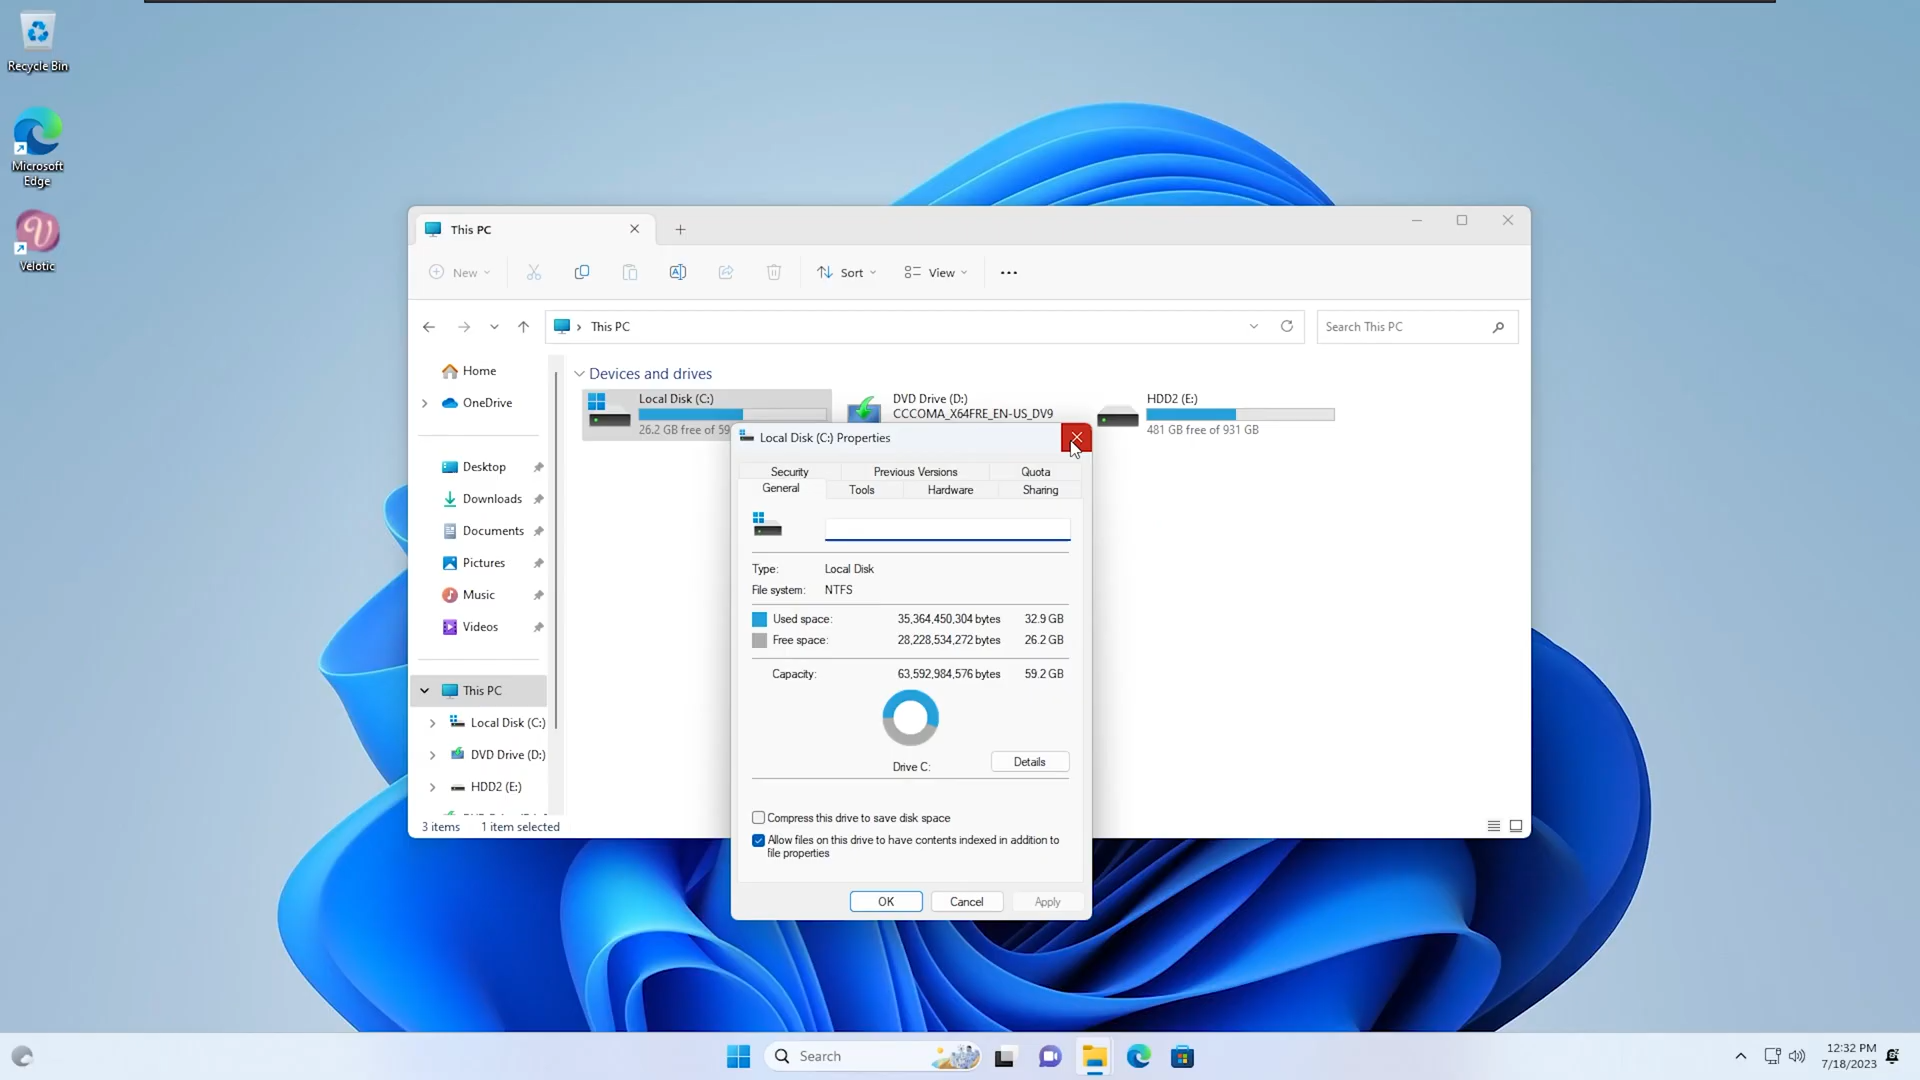 Recycle Bin
Microsoft
Edge
Velotic
This PC
New
Sort
View
This PC
Search This PC
Home
OneDrive
Desktop
Downloads
Documents
Pictures
Music
Videos
This PC
Local Disk (C:)
DVD Drive (D:)
HDD2 (E:)
Devices and drives
Local Disk (C:)
26.2 GB free of 59
DVD Drive (D:)
CCCOMA_X64FRE_EN-US_DV9
HDD2 (E:)
481 GB free of 931 GB
3 items
1 item selected
Local Disk (C:) Properties
Security
Previous Versions
Quota
General
Tools
Hardware
Sharing
Type: Local Disk
File system: NTFS
Used space: 35,364,450,304 bytes 32.9 GB
Free space: 28,228,534,272 bytes 26.2 GB
Capacity: 63,592,984,576 bytes 59.2 GB
Drive C:
Details
Compress this drive to save disk space
Allow files on this drive to have contents indexed in addition to
file properties
OK
Cancel
Apply
Search
12:32 PM
7/18/2023